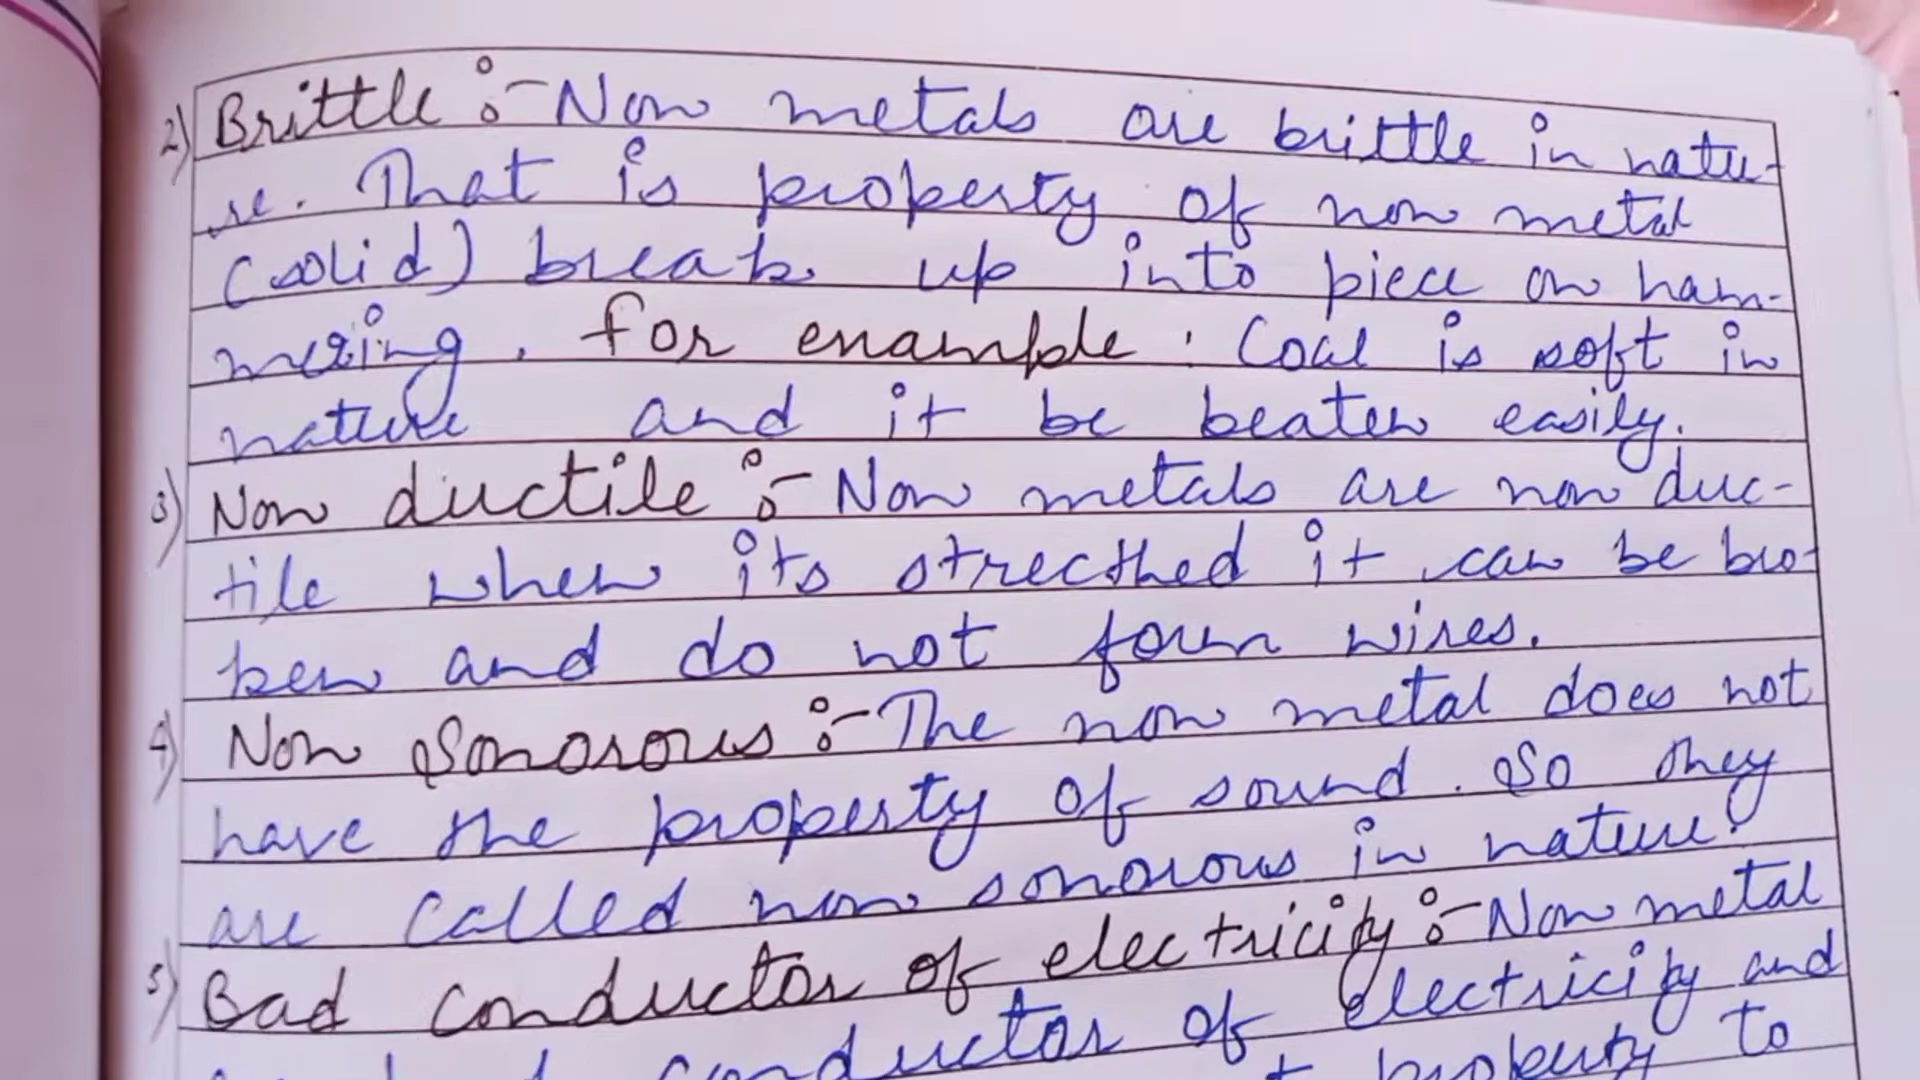 2) Brittle :- Non metals are brittle in natu-
re. That is property of non metal
(solid) break up into piece on ham-
mering. for example : Coal is soft in
nature and it be beaten easily.
3) Non ductile :- Non metals are non duc-
tile when its strecthed it can be bro-
ken and do not form wires.
4) Non Sonorous :- The non metal does not
have the property of sound. So they
are called non sonorous in nature.
5) Bad conductor of electricity :- Non metal
conductor of electricity and
property to